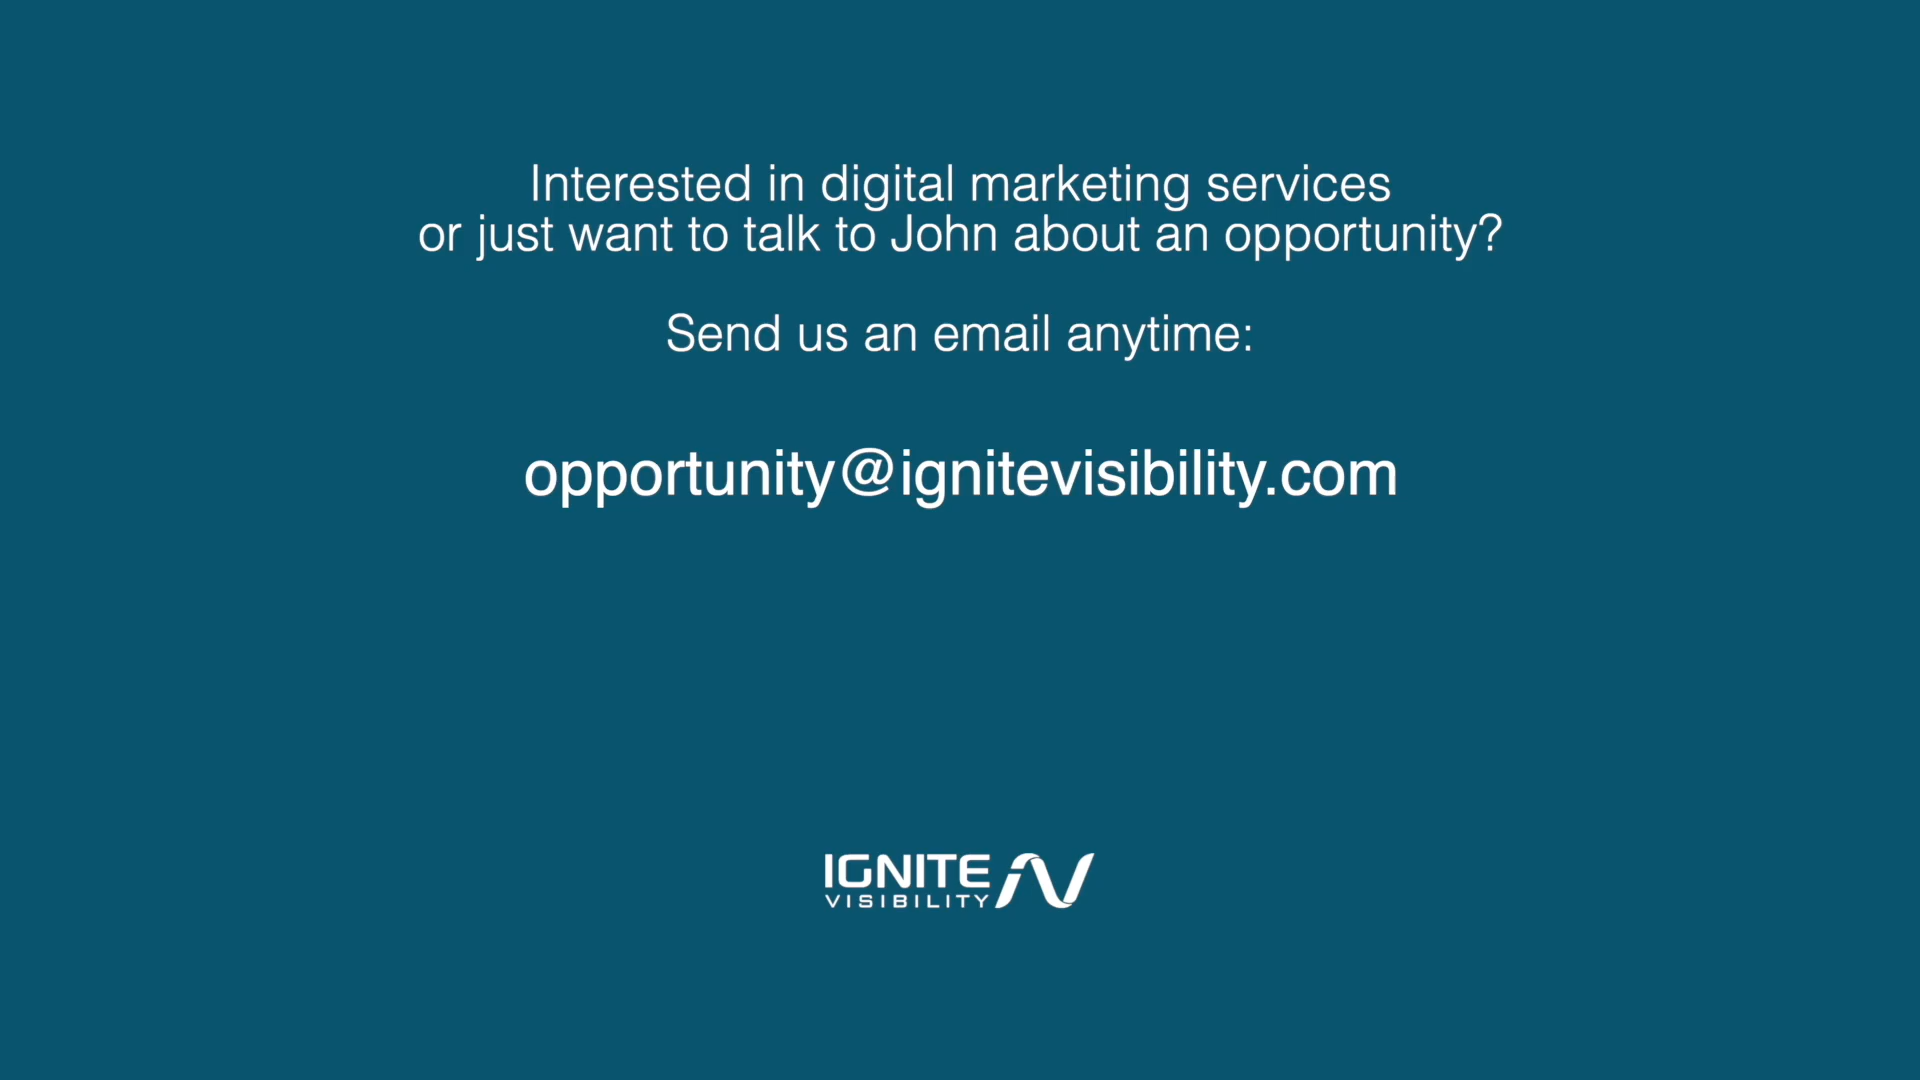 Interested in digital marketing services
or just want to talk to John about an opportunity?
Send us an email anytime:
opportunity@ignitevisibility.com
IGNITE
VISIBILITY